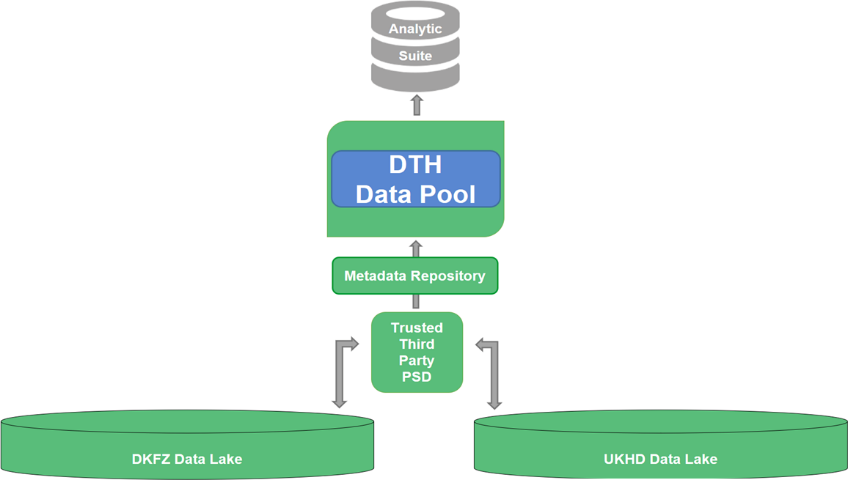 Analytic
Suite
DTH
Data Pool
Metadata Repository
Trusted
Third
Party
PSD
DKFZ Data Lake
UKHD Data Lake